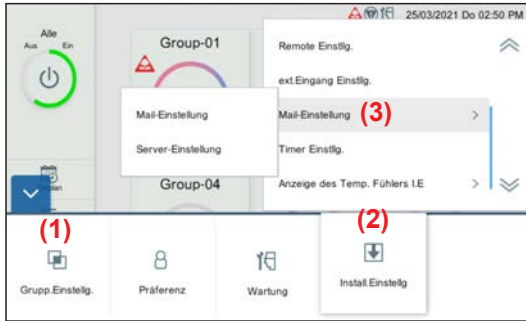 25/03/2021 Do 02:50 PM
Alle
Aus Ein
Group-01
Remote Einstllg.
ext.Eingang Einstllg.
Mail-Einstellung (3) >
Timer Einstllg.
Anzeige des Temp. Fühlers I.E >
Mail-Einstellung
Server-Einstellung
Group-04
(1)
(2)
Grupp.Einstellg.
Präferenz
Wartung
Install.Einstellg